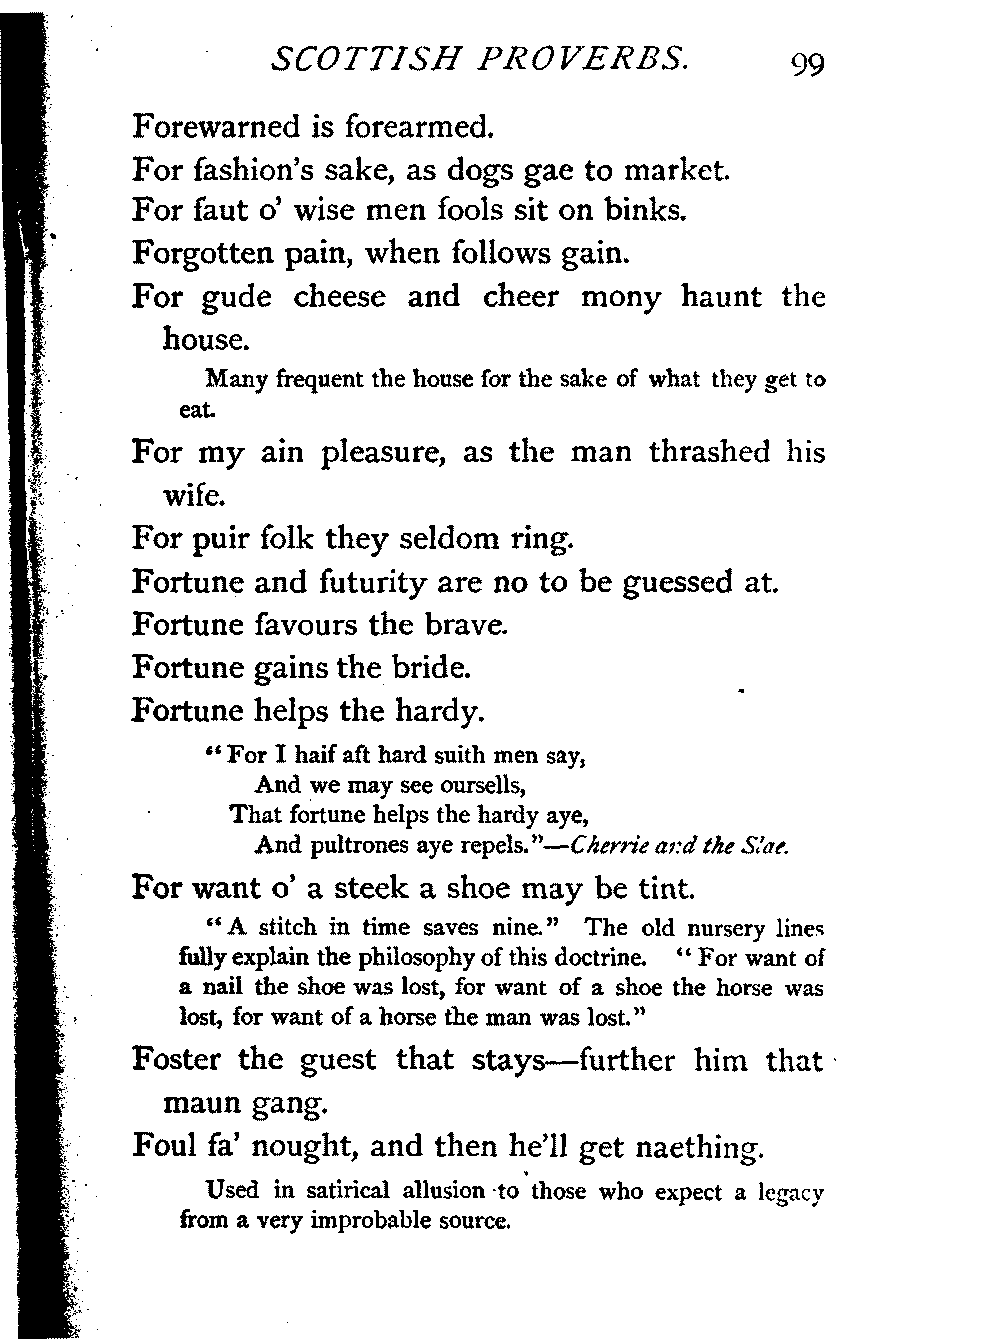 SCOTTISH PROVERBS. 99
Forewarned is forearmed.
For fashion's sake, as dogs gae to market.
For faut o' wise men fools sit on binks.
Forgotten pain, when follows gain.
For gude cheese and cheer mony haunt the
house.
Many frequent the house for the sake of what they get to
eat.
For my ain pleasure, as the man thrashed his
wife.
For puir folk they seldom ring.
Fortune and futurity are no to be guessed at.
Fortune favours the brave.
Fortune gains the bride.
Fortune helps the hardy.
"For I haif aft hard suith men say,
And we may see oursells,
That fortune helps the hardy aye,
And pultrones aye repels."—Cherrie and the Slae.
For want o' a steek a shoe may be tint.
"A stitch in time saves nine." The old nursery lines
fully explain the philosophy of this doctrine. "For want of
a nail the shoe was lost, for want of a shoe the horse was
lost, for want of a horse the man was lost."
Foster the guest that stays—further him that
maun gang.
Foul fa' nought, and then he'll get naething.
Used in satirical allusion to those who expect a legacy
from a very improbable source.